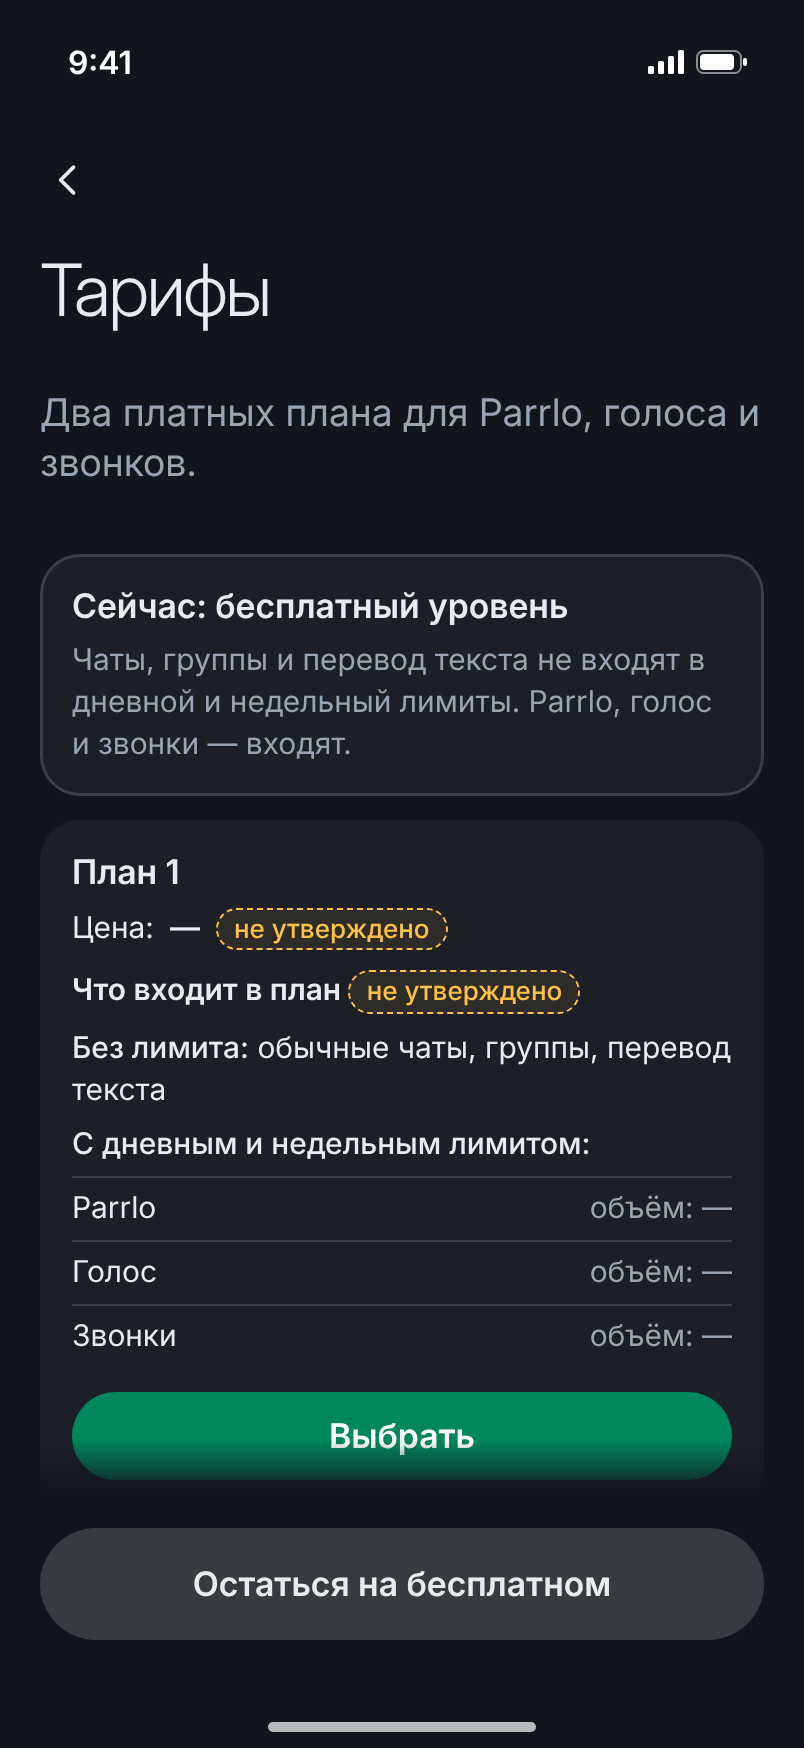 9:41
Тарифы
Два платных плана для Parrlo, голоса и
звонков.
Сейчас: бесплатный уровень
Чаты, группы и перевод текста не входят в
дневной и недельный лимиты. Parrlo, голос
и звонки — входят.
План 1
Цена: — не утверждено
Что входит в план не утверждено
Без лимита: обычные чаты, группы, перевод
текста
С дневным и недельным лимитом:
Parrlo объём: —
Голос объём: —
Звонки объём: —
Выбрать
Остаться на бесплатном